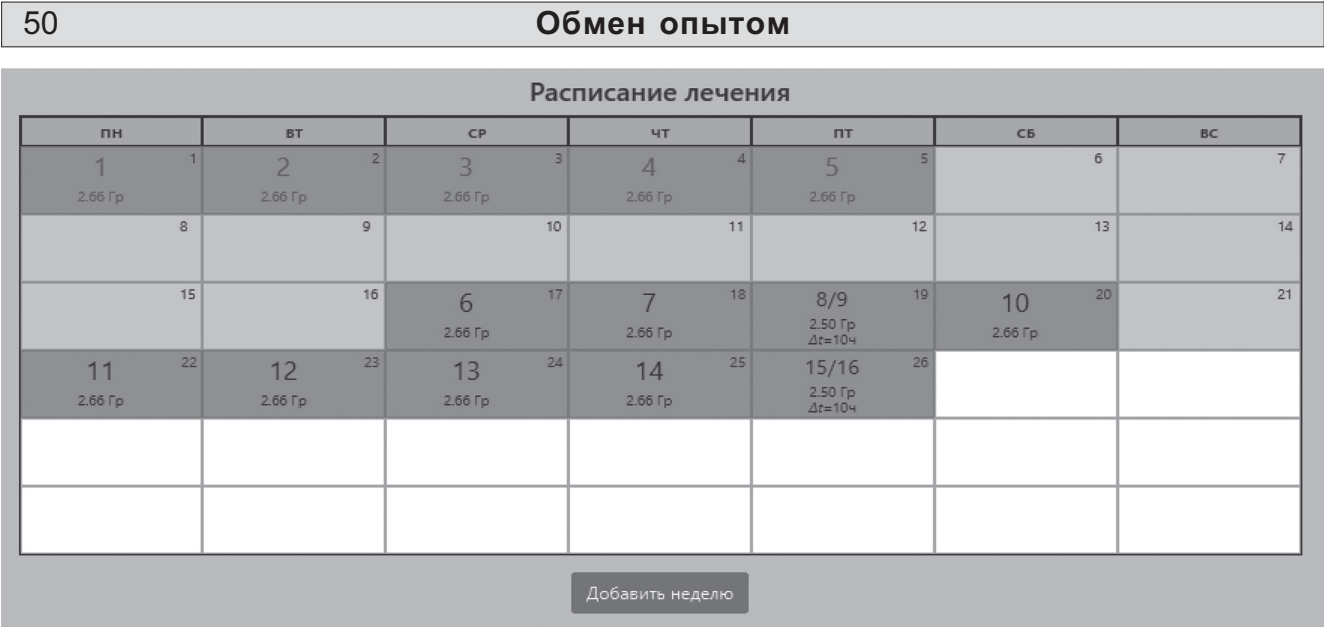 50 Обмен опытом
Расписание лечения
ПН ВТ СР ЧТ ПТ СБ ВС
1 1 2 2 3 3 4 4 5 5 6 7
2.66 Гр 2.66 Гр 2.66 Гр 2.66 Гр 2.66 Гр
8 9 10 11 12 13 14
15 16 6 17 7 18 8/9 19 10 20 21
2.66 Гр 2.66 Гр 2.50 Гр 2.66 Гр
Δt=10ч
11 22 12 23 13 24 14 25 15/16 26
2.66 Гр 2.66 Гр 2.66 Гр 2.66 Гр 2.50 Гр
Δt=10ч
Добавить неделю